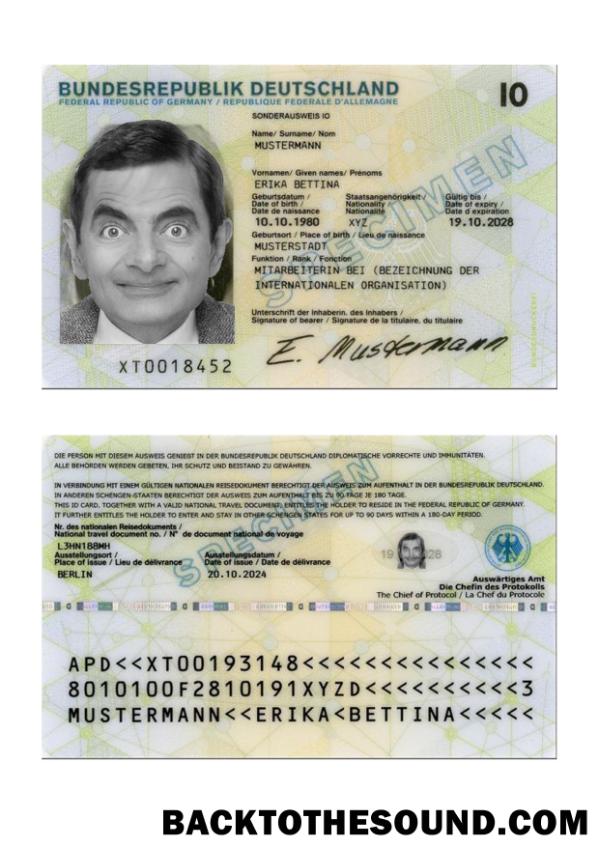 BUNDESREPUBLIK DEUTSCHLAND
FEDERAL REPUBLIC OF GERMANY / REPUBLIQUE FEDERALE D'ALLEMAGNE
IO
SONDERAUSWEIS IO
Name/ Surname/ Nom
MUSTERMANN
Vornamen/ Given names/ Prénoms
ERIKA BETTINA
Geburtsdatum / Staatsangehörigkeit / Gültig bis /
Date of birth / Nationality / Date of expiry /
Date de naissance Nationalité Date d expiration
10.10.1980 XYZ 19.10.2028
Geburtsort / Place of birth / Lieu de naissance
MUSTERSTADT
Funktion / Rank / Fonction
MITARBEITERIN BEI (BEZEICHNUNG DER
INTERNATIONALEN ORGANISATION)
Unterschrift der Inhaberin, des Inhabers /
Signature of bearer / Signature de la titulaire, du titulaire
E. Mustermann
XT0018452
SPECIMEN
DIE PERSON MIT DIESEM AUSWEIS GENIEßT IN DER BUNDESREPUBLIK DEUTSCHLAND DIPLOMATISCHE VORRECHTE UND IMMUNITÄTEN.
ALLE BEHÖRDEN WERDEN GEBETEN, IHR SCHUTZ UND BEISTAND ZU GEWÄHREN.
IN VERBINDUNG MIT EINEM GÜLTIGEN NATIONALEN REISEDOKUMENT BERECHTIGT DER AUSWEIS ZUM AUFENTHALT IN DER BUNDESREPUBLIK DEUTSCHLAND.
IN ANDEREN SCHENGEN-STAATEN BERECHTIGT DER AUSWEIS ZUM AUFENTHALT BIS ZU 90 TAGE JE 180 TAGE.
THIS ID CARD, TOGETHER WITH A VALID NATIONAL TRAVEL DOCUMENT, ENTITLES THE HOLDER TO RESIDE IN THE FEDERAL REPUBLIC OF GERMANY.
IT FURTHER ENTITLES THE HOLDER TO ENTER AND STAY IN OTHER SCHENGEN STATES FOR UP TO 90 DAYS WITHIN A 180-DAY PERIOD.
Nr. des nationalen Reisedokuments /
National travel document no. / N° de document national de voyage
L3HN188MH
Ausstellungsort / Ausstellungsdatum /
Place of issue / Lieu de délivrance Date of issue / Date de délivrance
BERLIN 20.10.2024
19 28
SPECIMEN
Auswärtiges Amt
Die Chefin des Protokolls
The Chief of Protocol / La Chef du Protocole
APD<<XT00193148<<<<<<<<<<<<<<<
8010100F2810191XYZD<<<<<<<<<<3
MUSTERMANN<<ERIKA<BETTINA<<<<<
BACKTOTHESOUND.COM